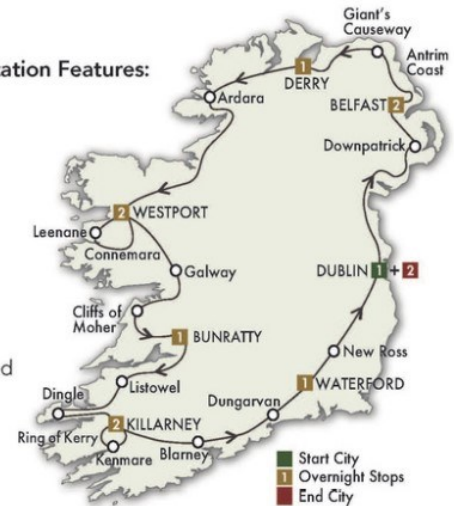 Giant's
Causeway
Antrim
Coast
ation Features:
1
DERRY
Ardara
BELFAST 2
Downpatrick
2 WESTPORT
Leenane
Connemara
Galway
DUBLIN 1 + 2
Cliffs of
Moher
1 BUNRATTY
d
New Ross
Listowel
1 WATERFORD
Dungarvan
Dingle
2 KILLARNEY
Ring of Kerry
Kenmare
Blarney
Start City
1 Overnight Stops
End City